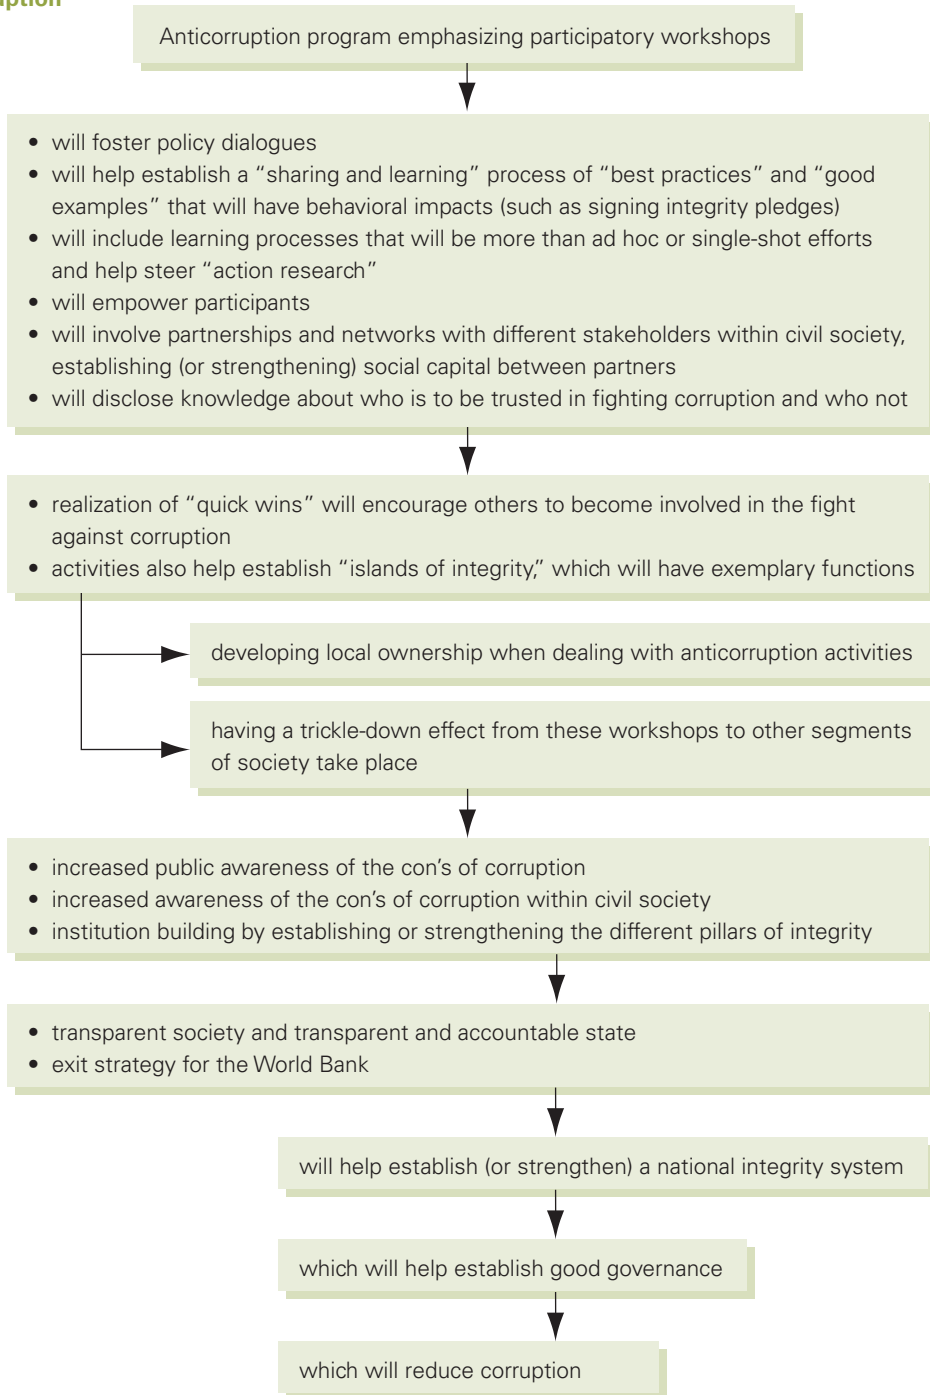 Anticorruption program emphasizing participatory workshops
• will foster policy dialogues
• will help establish a “sharing and learning” process of “best practices” and “good
examples” that will have behavioral impacts (such as signing integrity pledges)
• will include learning processes that will be more than ad hoc or single-shot efforts
and help steer “action research”
• will empower participants
• will involve partnerships and networks with different stakeholders within civil society,
establishing (or strengthening) social capital between partners
• will disclose knowledge about who is to be trusted in fighting corruption and who not
• realization of “quick wins” will encourage others to become involved in the fight
against corruption
• activities also help establish “islands of integrity,” which will have exemplary functions
developing local ownership when dealing with anticorruption activities
having a trickle-down effect from these workshops to other segments
of society take place
• increased public awareness of the con’s of corruption
• increased awareness of the con’s of corruption within civil society
• institution building by establishing or strengthening the different pillars of integrity
• transparent society and transparent and accountable state
• exit strategy for the World Bank
will help establish (or strengthen) a national integrity system
which will help establish good governance
which will reduce corruption